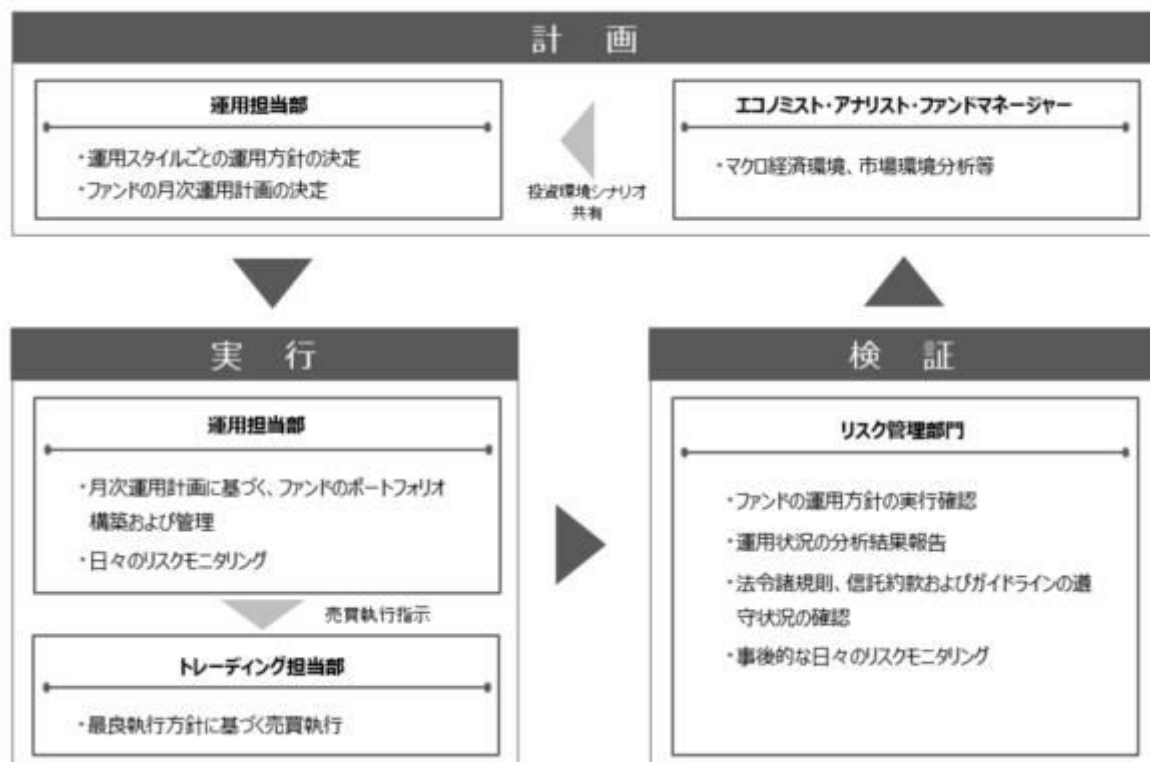 計 画
運用担当部
・運用スタイルごとの運用方針の決定
・ファンドの月次運用計画の決定
投資環境シナリオ
共有
エコノミスト・アナリスト・ファンドマネージャー
・マクロ経済環境、市場環境分析等
実 行
運用担当部
・月次運用計画に基づく、ファンドのポートフォリオ
構築および管理
・日々のリスクモニタリング
売買執行指示
トレーディング担当部
・最良執行方針に基づく売買執行
検 証
リスク管理部門
・ファンドの運用方針の実行確認
・運用状況の分析結果報告
・法令諸規則、信託約款およびガイドラインの遵
守状況の確認
・事後的な日々のリスクモニタリング